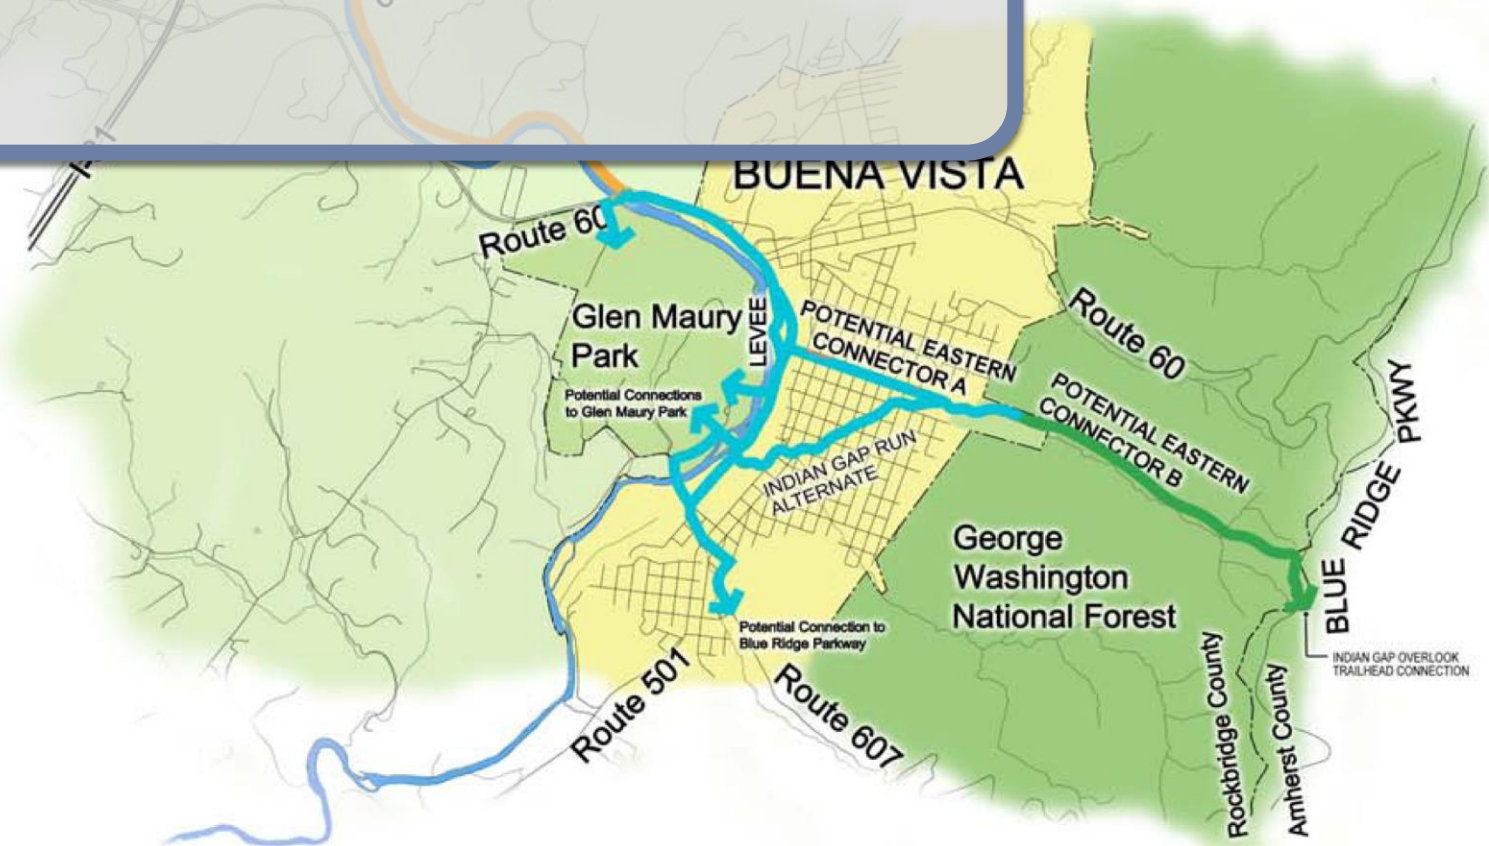 BUENA VISTA
Route 60
Glen Maury
Park
LEVEE
Potential Connections
to Glen Maury Park
POTENTIAL EASTERN
CONNECTOR A
Route 60
POTENTIAL EASTERN
CONNECTOR B
BLUE RIDGE PKWY
INDIAN GAP RUN
ALTERNATE
George
Washington
National Forest
Potential Connection to
Blue Ridge Parkway
INDIAN GAP OVERLOOK
TRAILHEAD CONNECTION
Route 501
Route 607
Rockbridge County
Amherst County